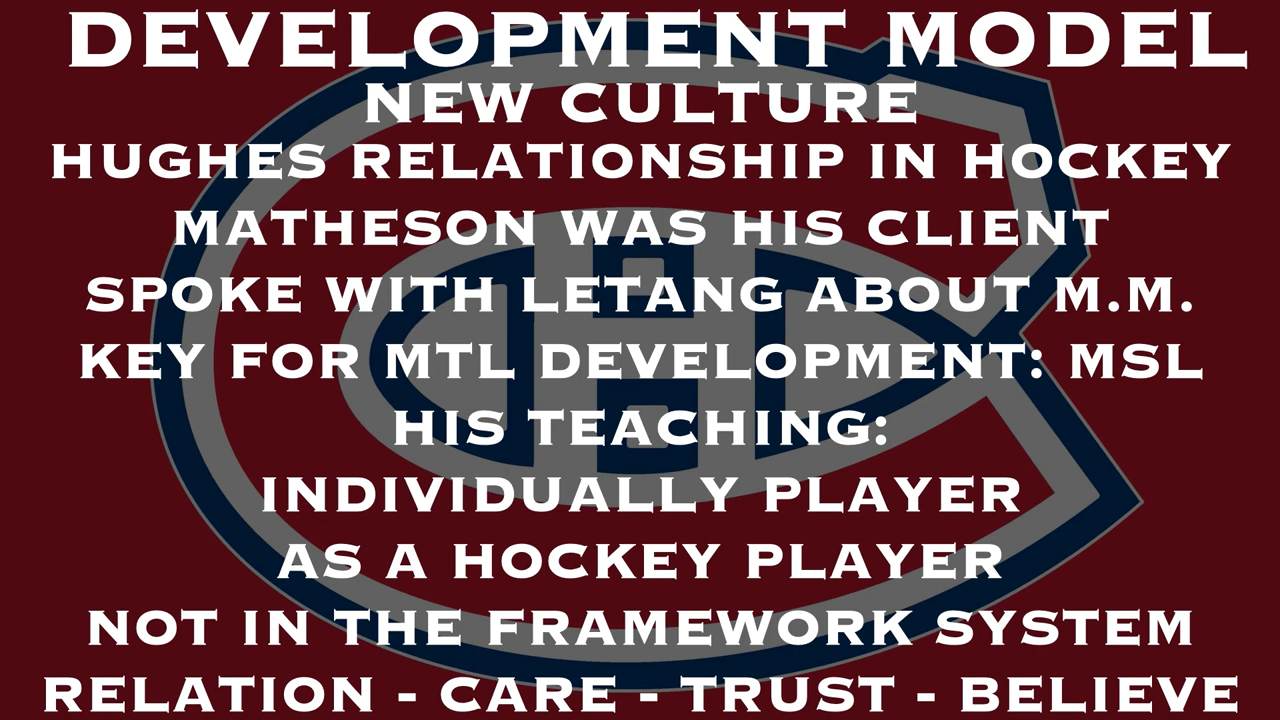 DEVELOPMENT MODEL
NEW CULTURE
HUGHES RELATIONSHIP IN HOCKEY
MATHESON WAS HIS CLIENT
SPOKE WITH LETANG ABOUT M.M.
KEY FOR MTL DEVELOPMENT: MSL
HIS TEACHING:
INDIVIDUALLY PLAYER
AS A HOCKEY PLAYER
NOT IN THE FRAMEWORK SYSTEM
RELATION - CARE - TRUST - BELIEVE